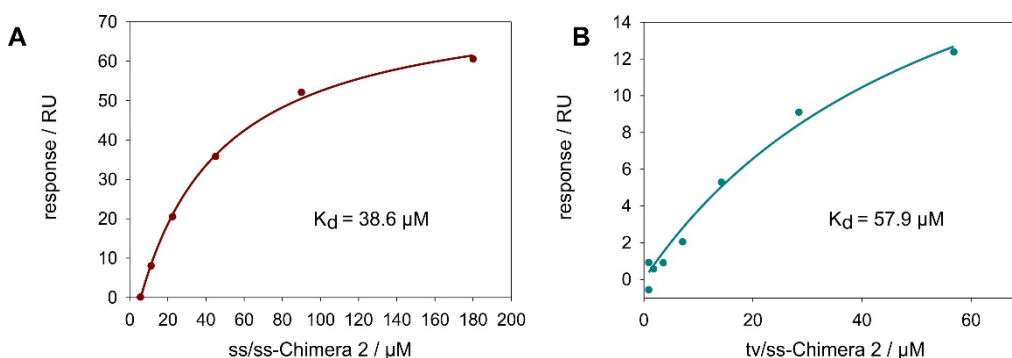 A
response / RU
70
60
50
40
30
20
10
0
K_d = 38.6 µM
0 20 40 60 80 100 120 140 160 180 200
ss/ss-Chimera 2 / µM
B
response / RU
14
12
10
8
6
4
2
0
K_d = 57.9 µM
0 20 40 60
tv/ss-Chimera 2 / µM